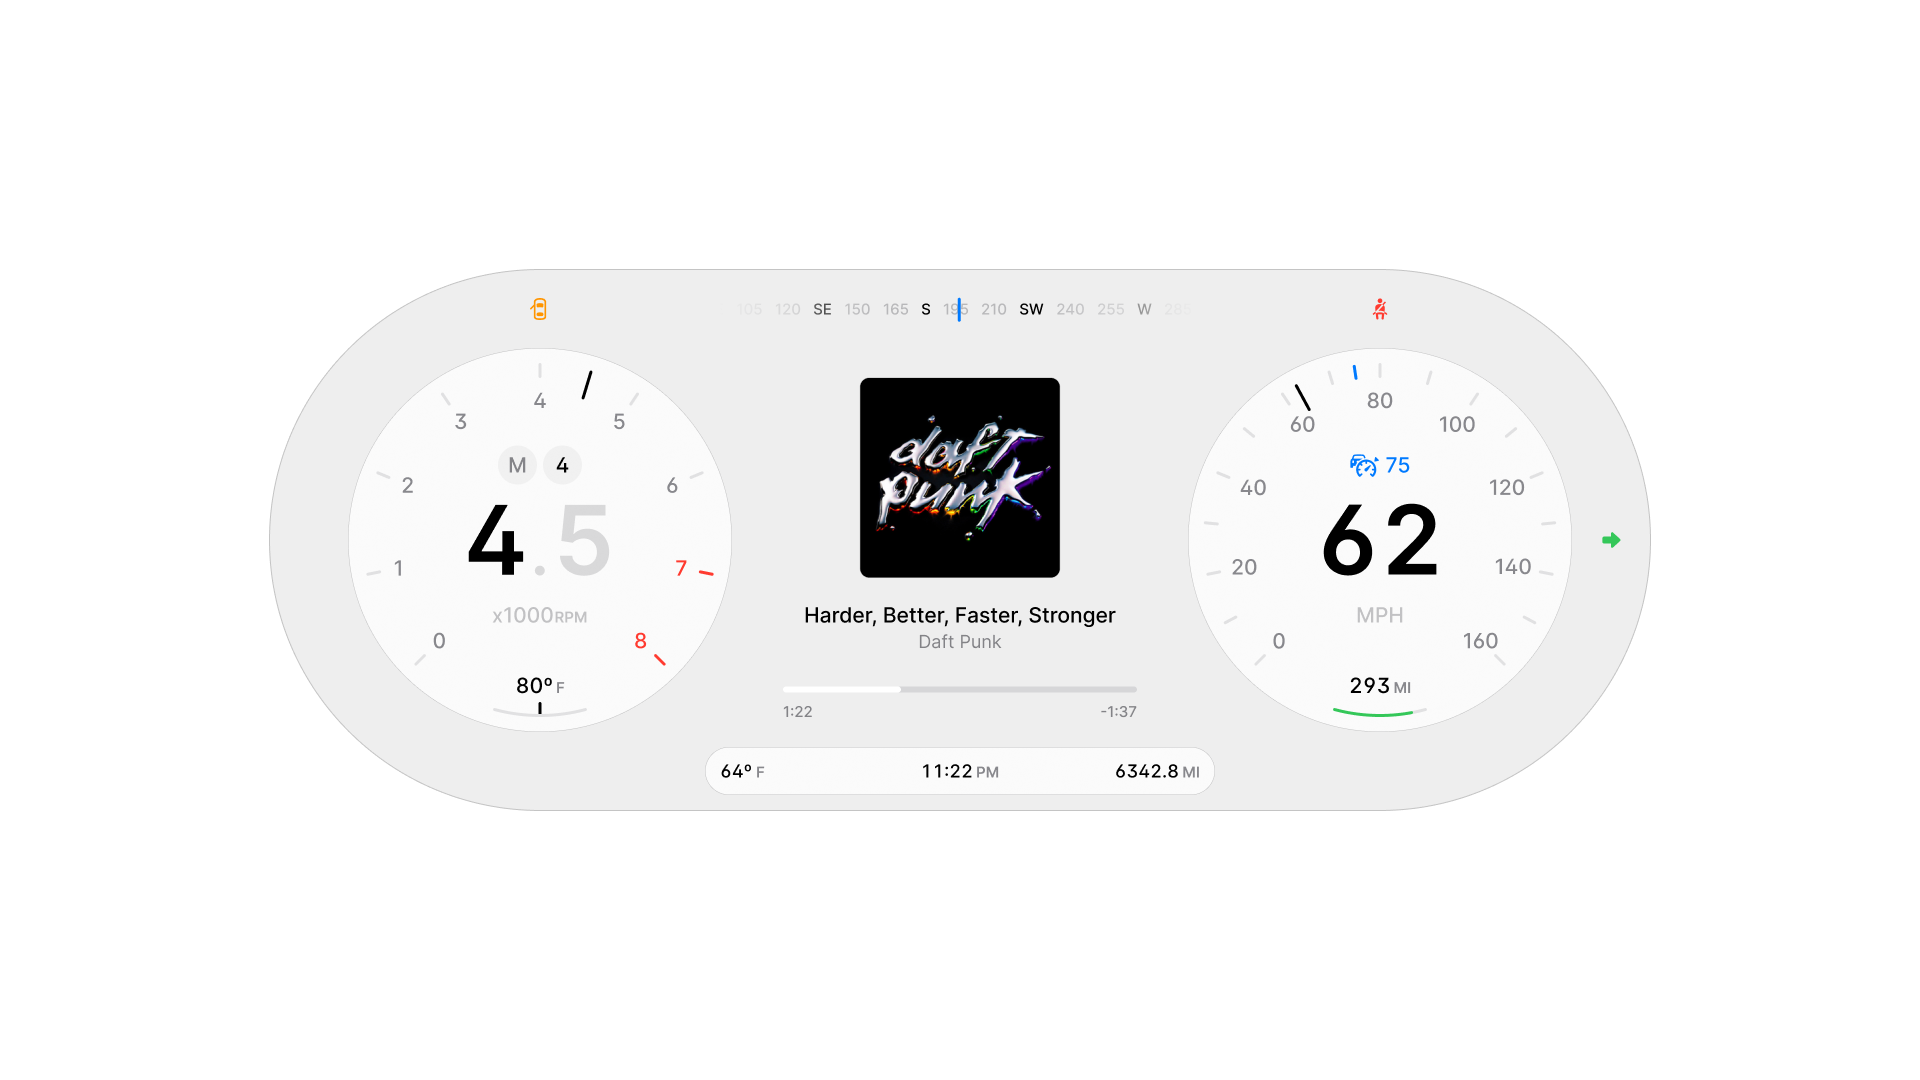 105 120 SE 150 165 S 195 210 SW 240 255 W 285
4
3
5
2
6
1
7
0
8
M 4
4.5
x1000RPM
80º F
daft
punk
Harder, Better, Faster, Stronger
Daft Punk
1:22 -1:37
80
60
100
40
120
20
140
0
160
75
62
MPH
293 MI
64º F 11:22 PM 6342.8 MI